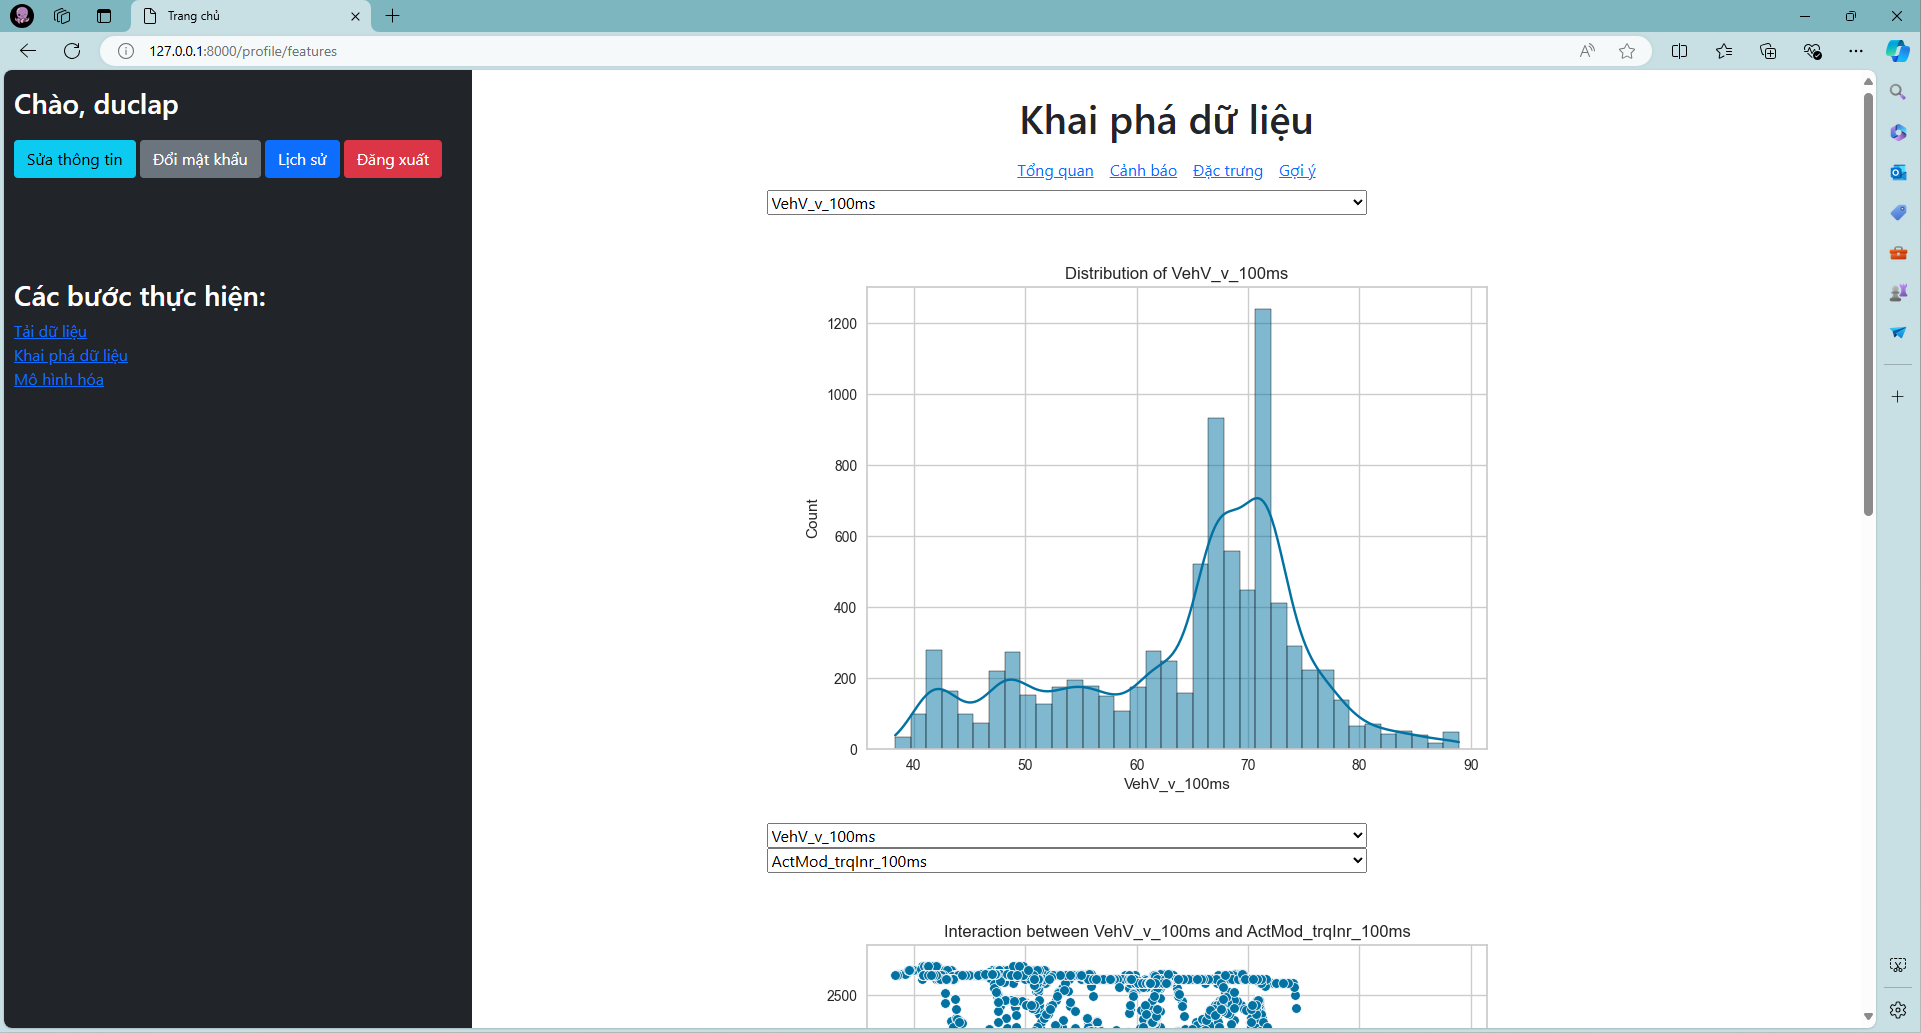 Trang chủ
127.0.0.1:8000/profile/features
Chào, duclap
Sửa thông tin Đổi mật khẩu Lịch sử Đăng xuất
Các bước thực hiện:
Tải dữ liệu
Khai phá dữ liệu
Mô hình hóa
Khai phá dữ liệu
Tổng quan Cảnh báo Đặc trưng Gợi ý
VehV_v_100ms
Distribution of VehV_v_100ms
1200
1000
800
600
400
200
0
Count
40 50 60 70 80 90
VehV_v_100ms
VehV_v_100ms
ActMod_trqInr_100ms
Interaction between VehV_v_100ms and ActMod_trqInr_100ms
2500